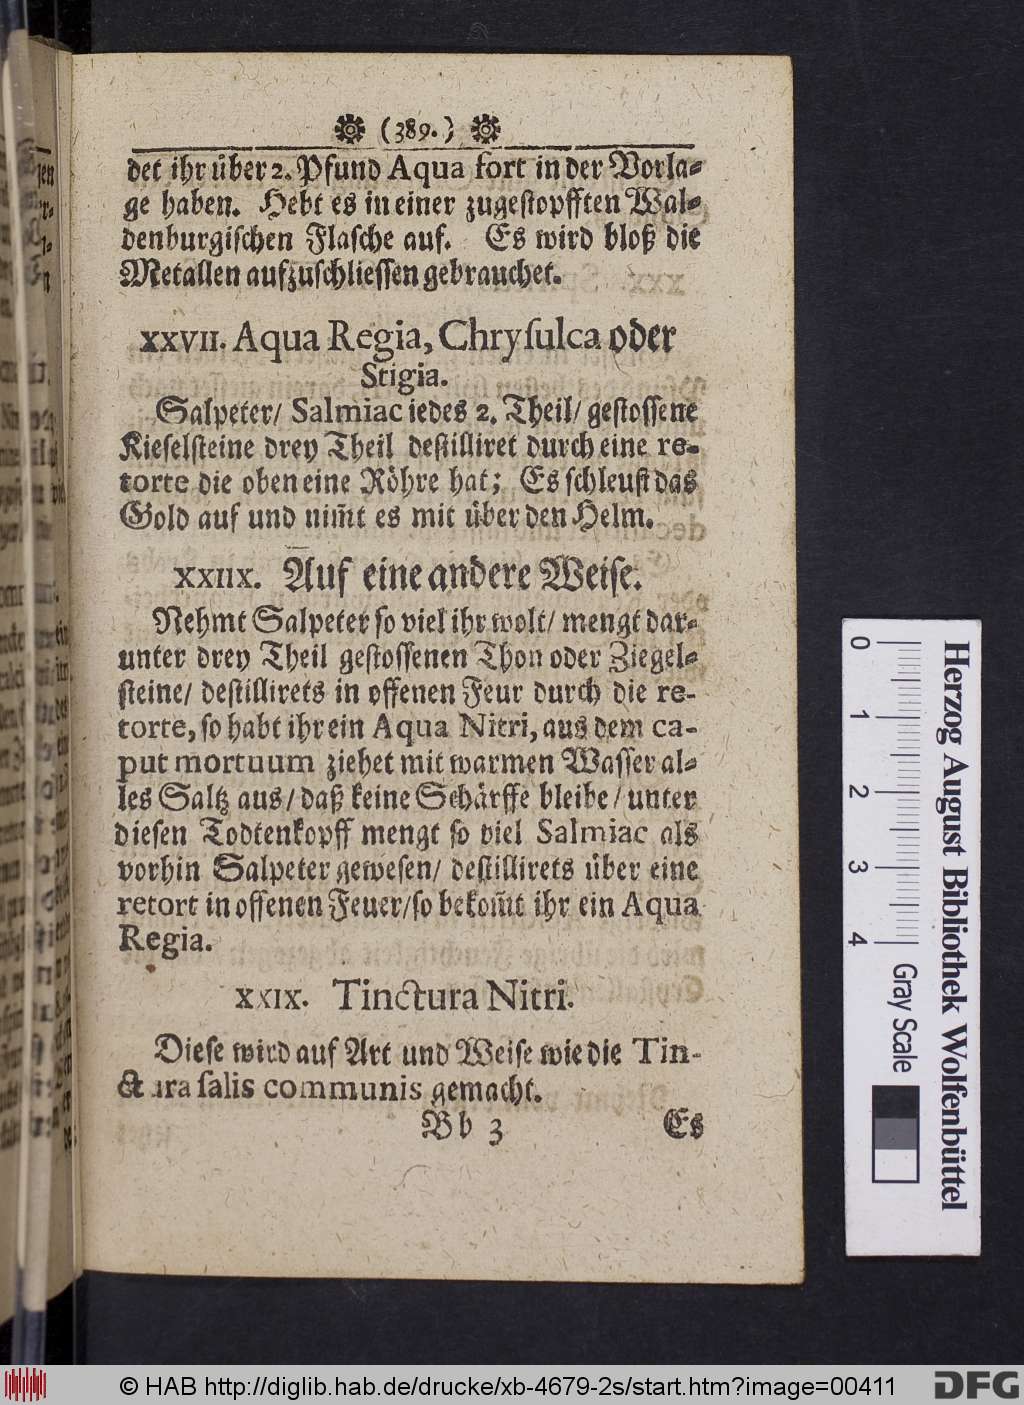 (389.)
det ihr über 2. Pfund Aqua fort in der Vorla-
ge haben. Hebt es in einer zugestopfften Wal-
denburgischen Flasche auf. Es wird bloß die
Metallen aufzuschliessen gebrauchet.
XXVII. Aqua Regia, Chrysulca oder
Stigia.
Salpeter/ Salmiac iedes 2. Theil/ gestossene
Kieselsteine drey Theil destilliret durch eine re-
torte die oben eine Röhre hat; Es schleust das
Gold auf und nim̃t es mit über den Helm.
XXIIX. Auf eine andere Weise.
Nehmt Salpeter so viel ihr wolt/ mengt dar-
unter drey Theil gestossenen Thon oder Ziegel-
steine/ destillirets in offenen Feur durch die re-
torte, so habt ihr ein Aqua Nitri, aus dem ca-
put mortuum ziehet mit warmen Wasser al-
les Saltz aus/ daß keine Schärffe bleibe/ unter
diesen Todtenkopff mengt so viel Salmiac als
vorhin Salpeter gewesen/ destillirets über eine
retort in offenen Feuer/ so bekom̃t ihr ein Aqua
Regia.
XXIX. Tinctura Nitri.
Diese wird auf Art und Weise wie die Tin-
ctura salis communis gemacht.
Bb 3 Es
0 1 2 3 4
Gray Scale
Herzog August Bibliothek Wolfenbüttel
© HAB http://diglib.hab.de/drucke/xb-4679-2s/start.htm?image=00411
DFG